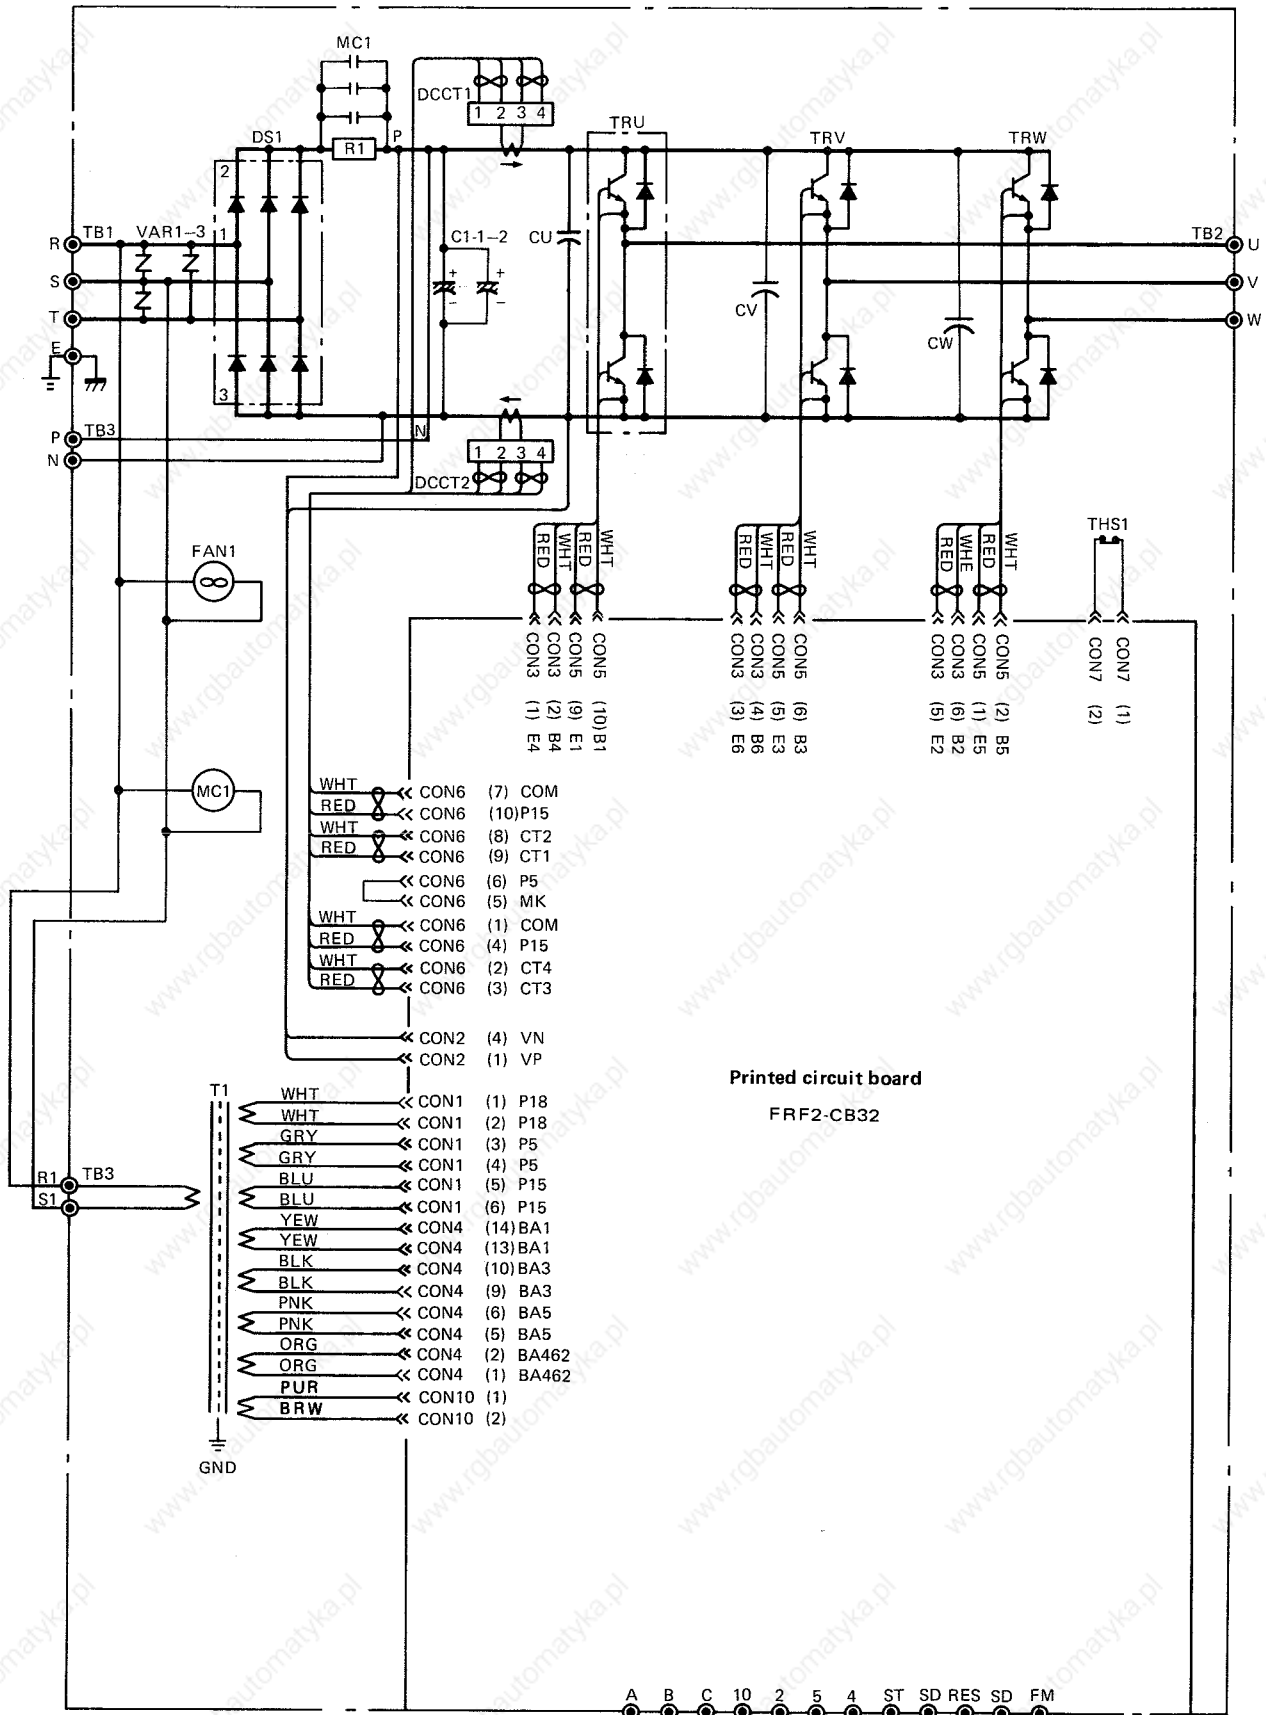 MC1
DCCT1
1 2 3 4
TRU
DS1
R1
P
TRV
TRW
2
R
TB1
VAR1-3
1
C1-1-2
CU
TB2
U
S
V
T
CV
W
E
CW
3
P
TB3
N
N
1 2 3 4
DCCT2
THS1
FAN1
RED
WHT
RED
WHT
RED
WHT
RED
WHT
RED
WHE
RED
WHT
CON3 (1) E4
CON3 (2) B4
CON5 (9) E1
CON5 (10) B1
CON3 (3) E6
CON3 (4) B6
CON5 (5) E3
CON5 (6) B3
CON3 (5) E2
CON3 (6) B2
CON5 (1) E5
CON5 (2) B5
CON7 (2)
CON7 (1)
MC1
WHT CON6 (7) COM
RED CON6 (10) P15
WHT CON6 (8) CT2
RED CON6 (9) CT1
CON6 (6) P5
CON6 (5) MK
WHT CON6 (1) COM
RED CON6 (4) P15
WHT CON6 (2) CT4
RED CON6 (3) CT3
CON2 (4) VN
CON2 (1) VP
Printed circuit board
FRF2-CB32
T1
WHT CON1 (1) P18
WHT CON1 (2) P18
GRY CON1 (3) P5
GRY CON1 (4) P5
R1 TB3
BLU CON1 (5) P15
S1
BLU CON1 (6) P15
YEW CON4 (14) BA1
YEW CON4 (13) BA1
BLK CON4 (10) BA3
BLK CON4 (9) BA3
PNK CON4 (6) BA5
PNK CON4 (5) BA5
ORG CON4 (2) BA462
ORG CON4 (1) BA462
PUR CON10 (1)
BRW CON10 (2)
GND
A B C 10 2 5 4 ST SD RES SD FM
www.rgbautomatyka.pl